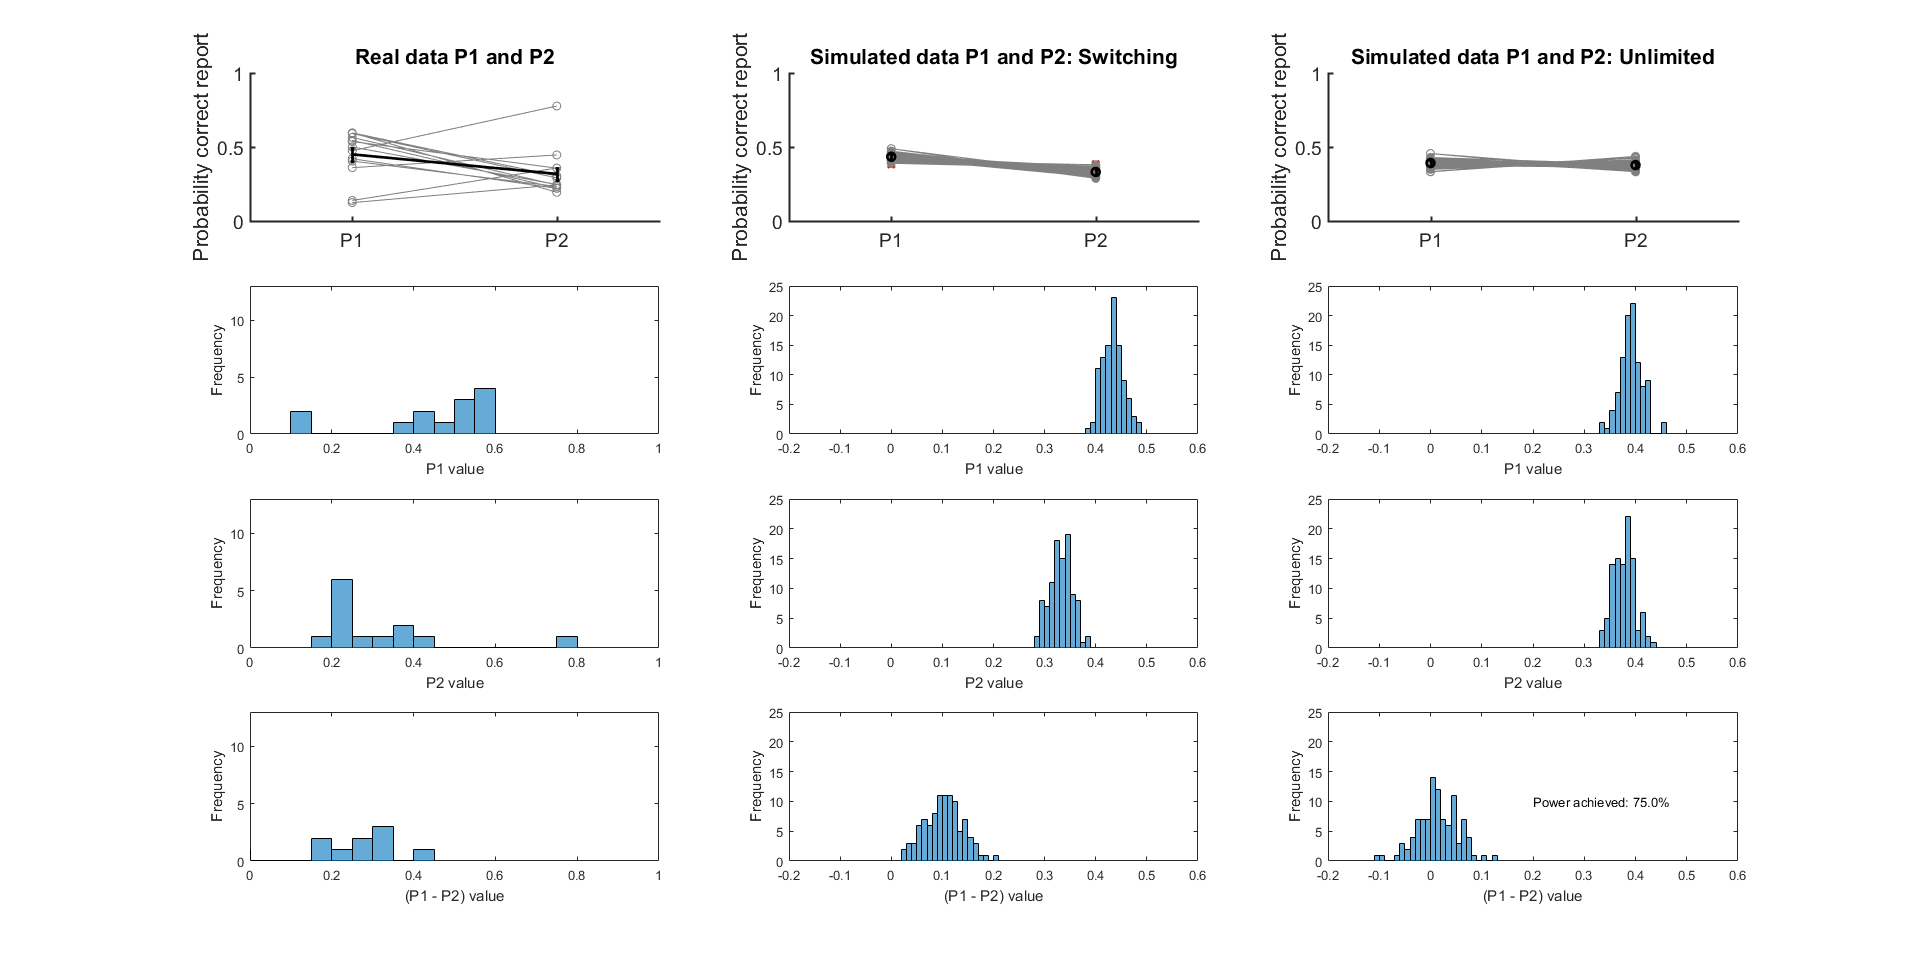 Real data P1 and P2
Probability correct report
1
0.5
0
P1 P2
Simulated data P1 and P2: Switching
Probability correct report
1
0.5
0
P1 P2
Simulated data P1 and P2: Unlimited
Probability correct report
1
0.5
0
P1 P2
Frequency
10
5
0
0 0.2 0.4 0.6 0.8 1
P1 value
Frequency
25
20
15
10
5
0
-0.2 -0.1 0 0.1 0.2 0.3 0.4 0.5 0.6
P1 value
Frequency
25
20
15
10
5
0
-0.2 -0.1 0 0.1 0.2 0.3 0.4 0.5 0.6
P1 value
Frequency
10
5
0
0 0.2 0.4 0.6 0.8 1
P2 value
Frequency
25
20
15
10
5
0
-0.2 -0.1 0 0.1 0.2 0.3 0.4 0.5 0.6
P2 value
Frequency
25
20
15
10
5
0
-0.2 -0.1 0 0.1 0.2 0.3 0.4 0.5 0.6
P2 value
Frequency
10
5
0
0 0.2 0.4 0.6 0.8 1
(P1 - P2) value
Frequency
25
20
15
10
5
0
-0.2 -0.1 0 0.1 0.2 0.3 0.4 0.5 0.6
(P1 - P2) value
Frequency
25
20
15
10
5
0
Power achieved: 75.0%
-0.2 -0.1 0 0.1 0.2 0.3 0.4 0.5 0.6
(P1 - P2) value